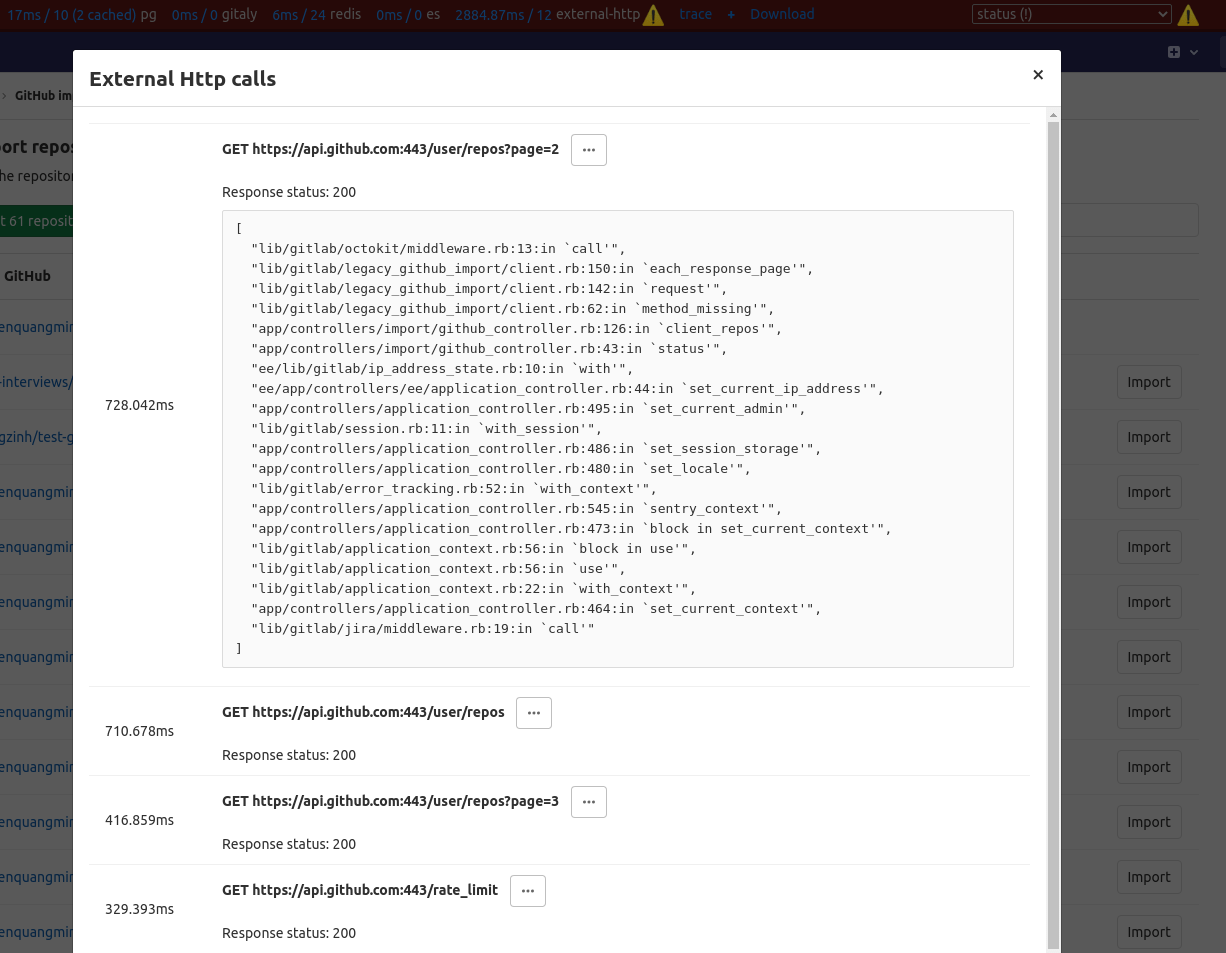 17ms / 10 (2 cached) pg 0ms / 0 gitaly 6ms / 24 redis 0ms / 0 es 2884.87ms / 12 external-http trace + Download status (!)
External Http calls
GitHub im
ort repos
he reposito
t 61 reposit
GitHub
enquangmin
-interviews/
gzinh/test-g
enquangmin
enquangmin
enquangmin
enquangmin
enquangmin
enquangmin
enquangmin
enquangmin
enquangmin
728.042ms
GET https://api.github.com:443/user/repos?page=2 ...
Response status: 200
[
"lib/gitlab/octokit/middleware.rb:13:in `call'",
"lib/gitlab/legacy_github_import/client.rb:150:in `each_response_page'",
"lib/gitlab/legacy_github_import/client.rb:142:in `request'",
"lib/gitlab/legacy_github_import/client.rb:62:in `method_missing'",
"app/controllers/import/github_controller.rb:126:in `client_repos'",
"app/controllers/import/github_controller.rb:43:in `status'",
"ee/lib/gitlab/ip_address_state.rb:10:in `with'",
"ee/app/controllers/ee/application_controller.rb:44:in `set_current_ip_address'",
"app/controllers/application_controller.rb:495:in `set_current_admin'",
"lib/gitlab/session.rb:11:in `with_session'",
"app/controllers/application_controller.rb:486:in `set_session_storage'",
"app/controllers/application_controller.rb:480:in `set_locale'",
"lib/gitlab/error_tracking.rb:52:in `with_context'",
"app/controllers/application_controller.rb:545:in `sentry_context'",
"app/controllers/application_controller.rb:473:in `block in set_current_context'",
"lib/gitlab/application_context.rb:56:in `block in use'",
"lib/gitlab/application_context.rb:56:in `use'",
"lib/gitlab/application_context.rb:22:in `with_context'",
"app/controllers/application_controller.rb:464:in `set_current_context'",
"lib/gitlab/jira/middleware.rb:19:in `call'"
]
710.678ms
GET https://api.github.com:443/user/repos ...
Response status: 200
416.859ms
GET https://api.github.com:443/user/repos?page=3 ...
Response status: 200
329.393ms
GET https://api.github.com:443/rate_limit ...
Response status: 200
Import
Import
Import
Import
Import
Import
Import
Import
Import
Import
Import